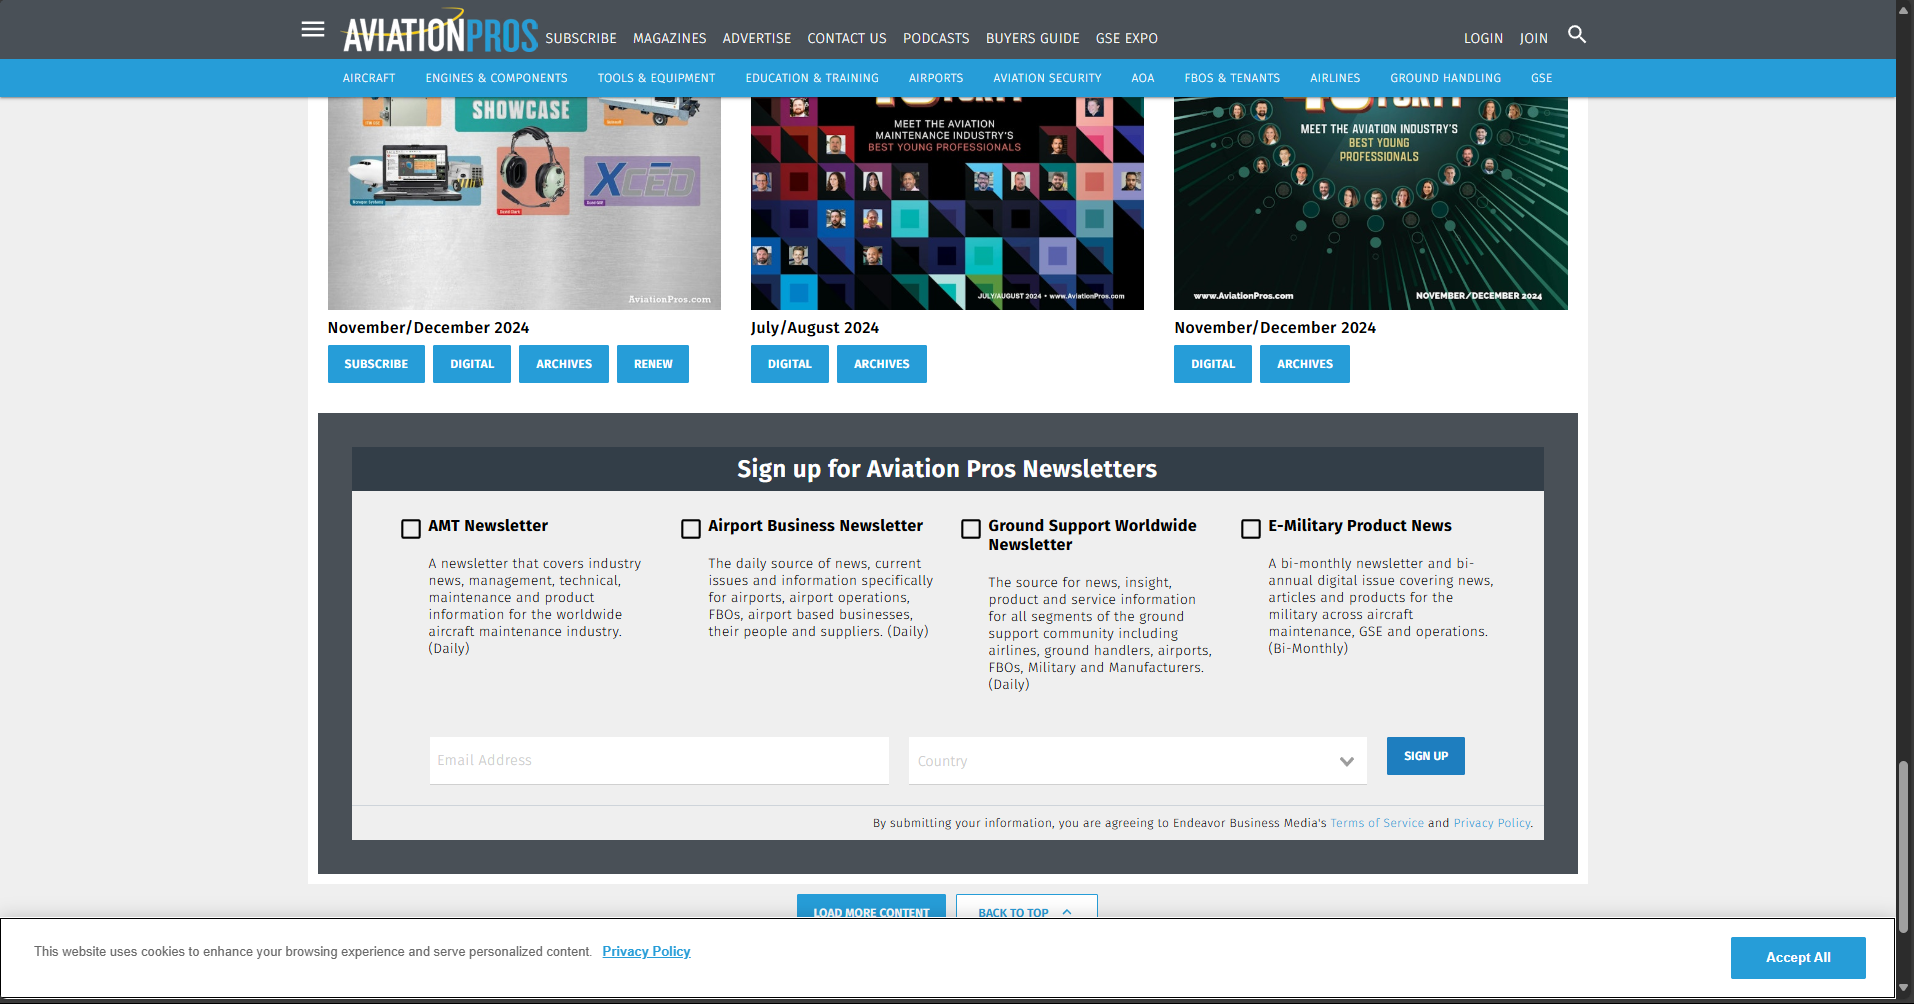 AVIATIONPROS
SUBSCRIBE MAGAZINES ADVERTISE CONTACT US PODCASTS BUYERS GUIDE GSE EXPO
LOGIN JOIN
AIRCRAFT ENGINES & COMPONENTS TOOLS & EQUIPMENT EDUCATION & TRAINING AIRPORTS AVIATION SECURITY AOA FBOS & TENANTS AIRLINES GROUND HANDLING GSE
SHOWCASE
XCĒD
AviationPros.com
MEET THE AVIATION
MAINTENANCE INDUSTRY'S
BEST YOUNG PROFESSIONALS
JULY/AUGUST 2024 • www.AviationPros.com
MEET THE AVIATION INDUSTRY'S
BEST YOUNG
PROFESSIONALS
www.AviationPros.com
NOVEMBER/DECEMBER 2024
November/December 2024
SUBSCRIBE DIGITAL ARCHIVES RENEW
July/August 2024
DIGITAL ARCHIVES
November/December 2024
DIGITAL ARCHIVES
Sign up for Aviation Pros Newsletters
AMT Newsletter
A newsletter that covers industry
news, management, technical,
maintenance and product
information for the worldwide
aircraft maintenance industry.
(Daily)
Airport Business Newsletter
The daily source of news, current
issues and information specifically
for airports, airport operations,
FBOs, airport based businesses,
their people and suppliers. (Daily)
Ground Support Worldwide
Newsletter
The source for news, insight,
product and service information
for all segments of the ground
support community including
airlines, ground handlers, airports,
FBOs, Military and Manufacturers.
(Daily)
E-Military Product News
A bi-monthly newsletter and bi-
annual digital issue covering news,
articles and products for the
military across aircraft
maintenance, GSE and operations.
(Bi-Monthly)
Email Address
Country
SIGN UP
By submitting your information, you are agreeing to Endeavor Business Media's Terms of Service and Privacy Policy.
LOAD MORE CONTENT
BACK TO TOP
This website uses cookies to enhance your browsing experience and serve personalized content. Privacy Policy
Accept All